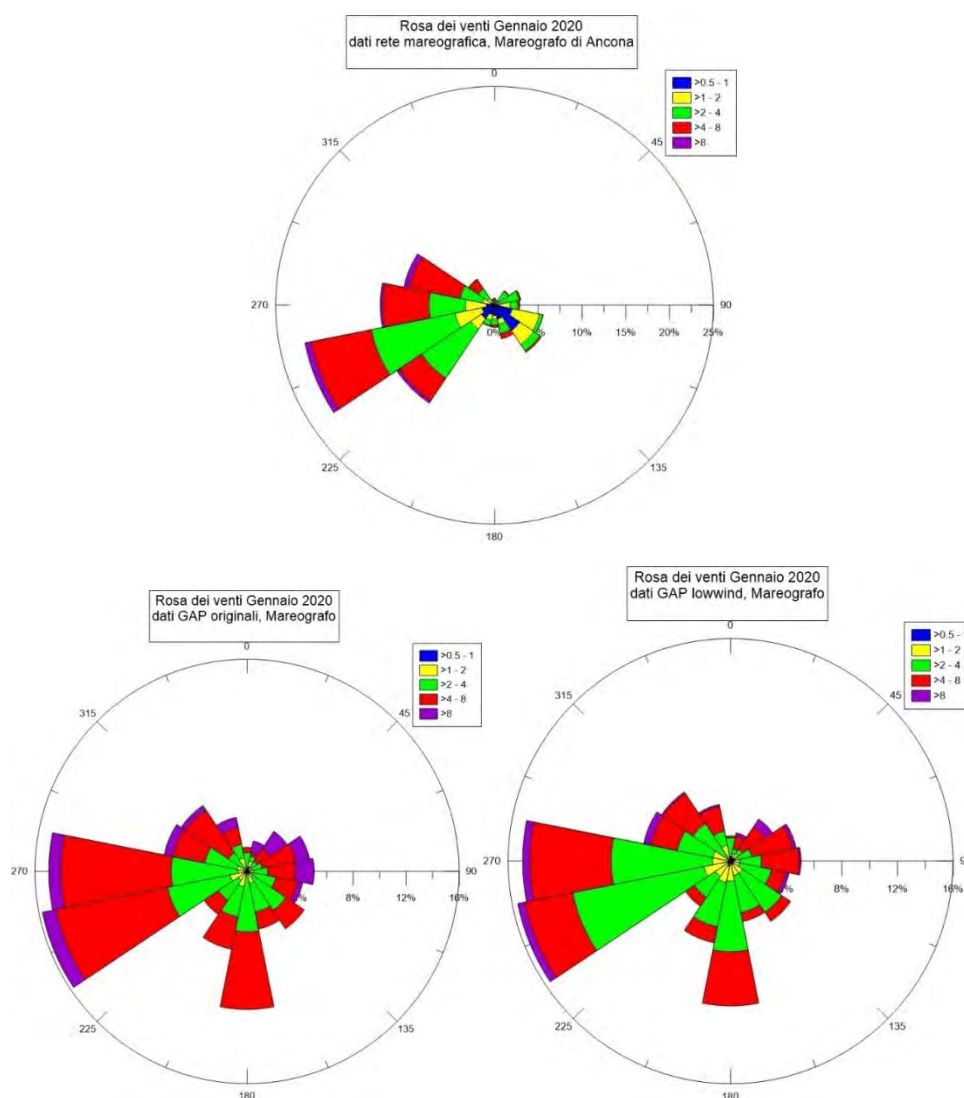 Rosa dei venti Gennaio 2020
dati rete mareografica, Mareografo di Ancona
0
>0.5 - 1
>1 - 2
>2 - 4
>4 - 8
>8
315
45
270
90
0%
10%
15%
20%
25%
225
135
180
Rosa dei venti Gennaio 2020
dati GAP originali, Mareografo
0
>0.5 - 1
>1 - 2
>2 - 4
>4 - 8
>8
315
45
270
90
8%
12%
16%
225
135
180
Rosa dei venti Gennaio 2020
dati GAP lowwind, Mareografo
0
>0.5 - 1
>1 - 2
>2 - 4
>4 - 8
>8
315
45
270
90
8%
12%
16%
225
135
180